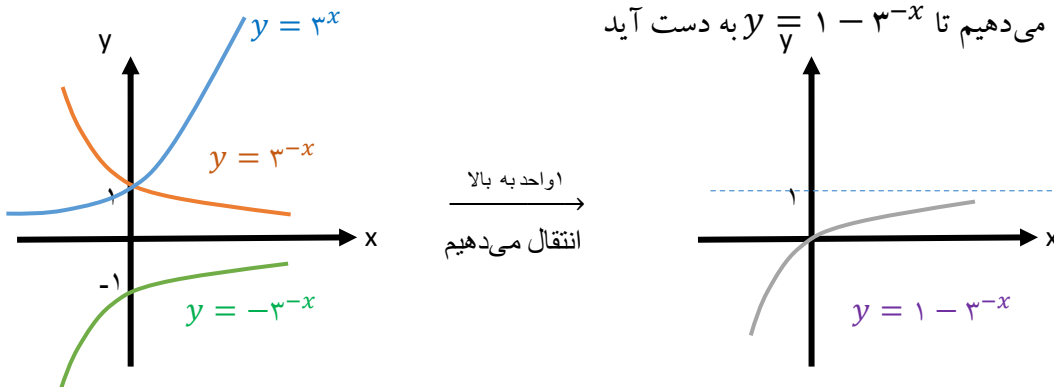 می‌دهیم تا y = ۱ − ۳^{−x} به دست آید
y
y = ۳^x
y = ۳^{−x}
۱
x
-۱
y = −۳^{−x}
۱واحد به بالا
انتقال می‌دهیم
y
۱
x
y = ۱ − ۳^{−x}